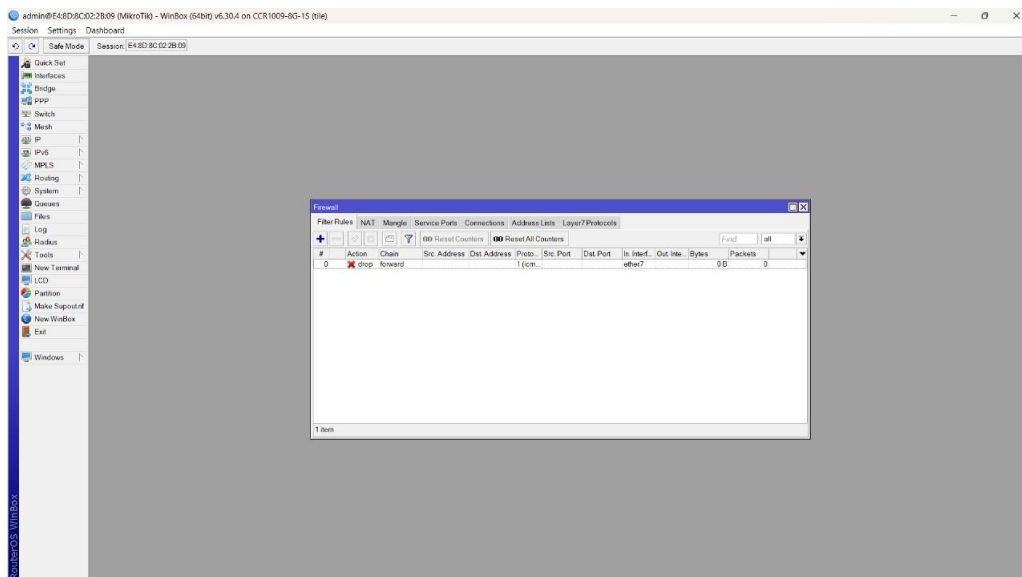 admin@E4:8D:8C:02:2B:09 (MikroTik) - WinBox (64bit) v6.30.4 on CCR1009-8G-1S (tile)
Session Settings Dashboard
Safe Mode Session: E4:8D:8C:02:2B:09
Quick Set
Interfaces
Bridge
PPP
Switch
Mesh
IP
IPv6
MPLS
Routing
System
Queues
Files
Log
Radius
Tools
New Terminal
LCD
Partition
Make Supout.rif
New WinBox
Exit
Windows
RouterOS WinBox
Firewall
Filter Rules NAT Mangle Service Ports Connections Address Lists Layer7 Protocols
00 Reset Counters 00 Reset All Counters Find all
# Action Chain Src. Address Dst. Address Proto... Src. Port Dst. Port In. Interf... Out. Inte... Bytes Packets
0 drop forward 1 (icm... ether7 0 B 0
1 item